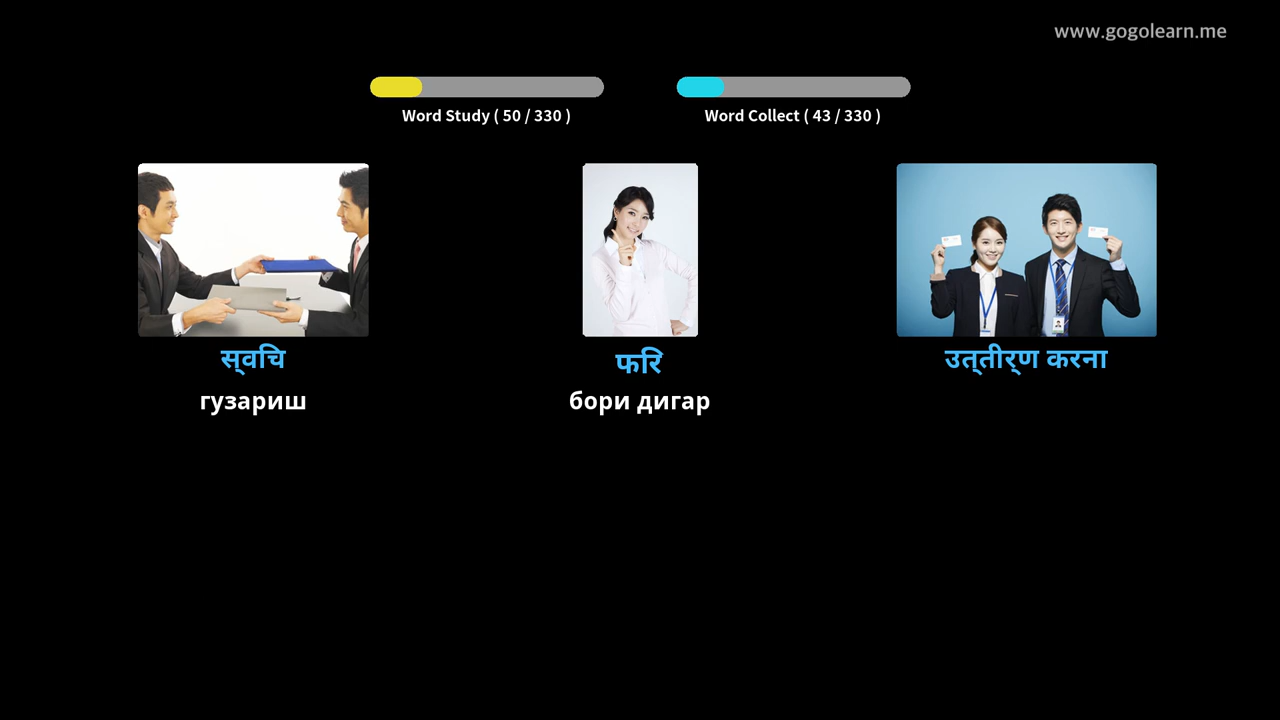 www.gogolearn.me
Word Study ( 50 / 330 )
Word Collect ( 43 / 330 )
स्वचि
फरि
उत्तीर्ण करना
гузариш
бори дигар